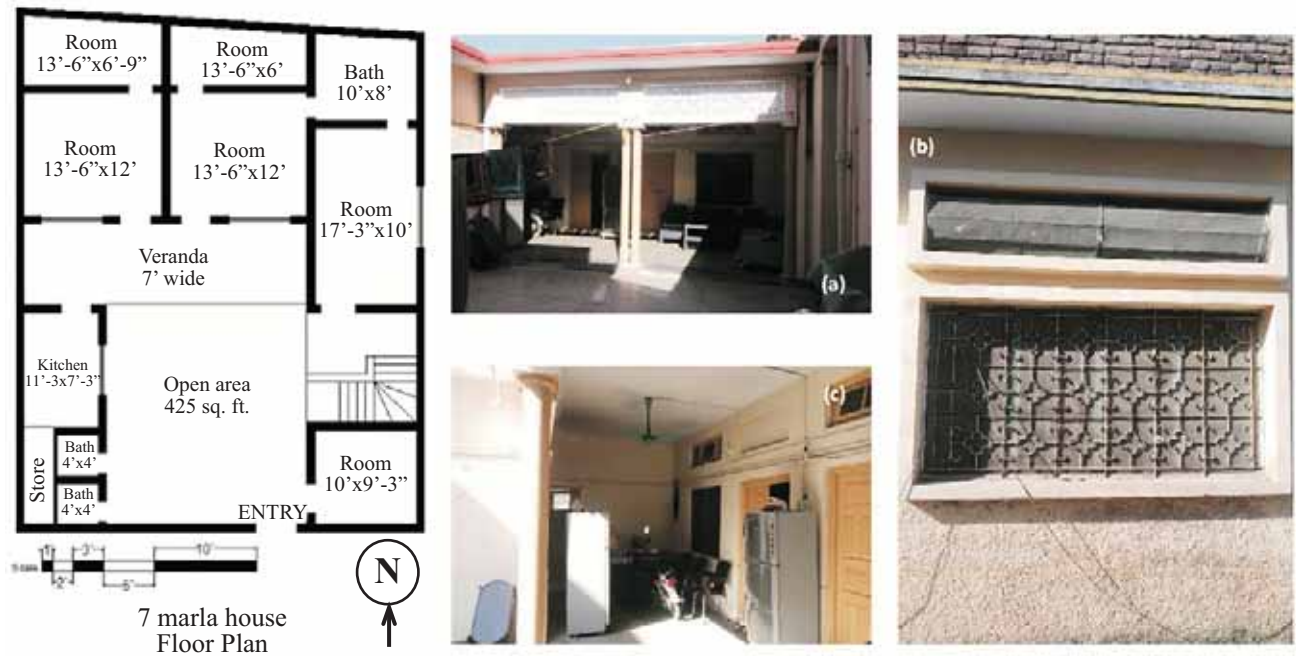 Room
13’-6”x6’-9”
Room
13’-6”x6’
Bath
10’x8’
Room
13’-6”x12’
Room
13’-6”x12’
Room
17’-3”x10’
Veranda
7’ wide
Kitchen
11’-3x7’-3”
Open area
425 sq. ft.
Store
Bath
4’x4’
Bath
4’x4’
Room
10’x9’-3”
ENTRY
1'
3'
10'
2'
5'
N
7 marla house
Floor Plan
(a)
(b)
(c)